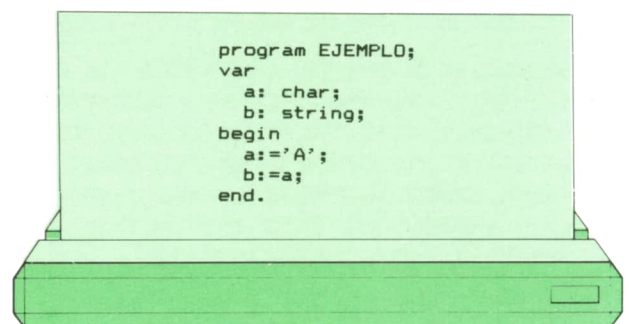 program EJEMPLO;
var
  a: char;
  b: string;
begin
  a:='A';
  b:=a;
end.